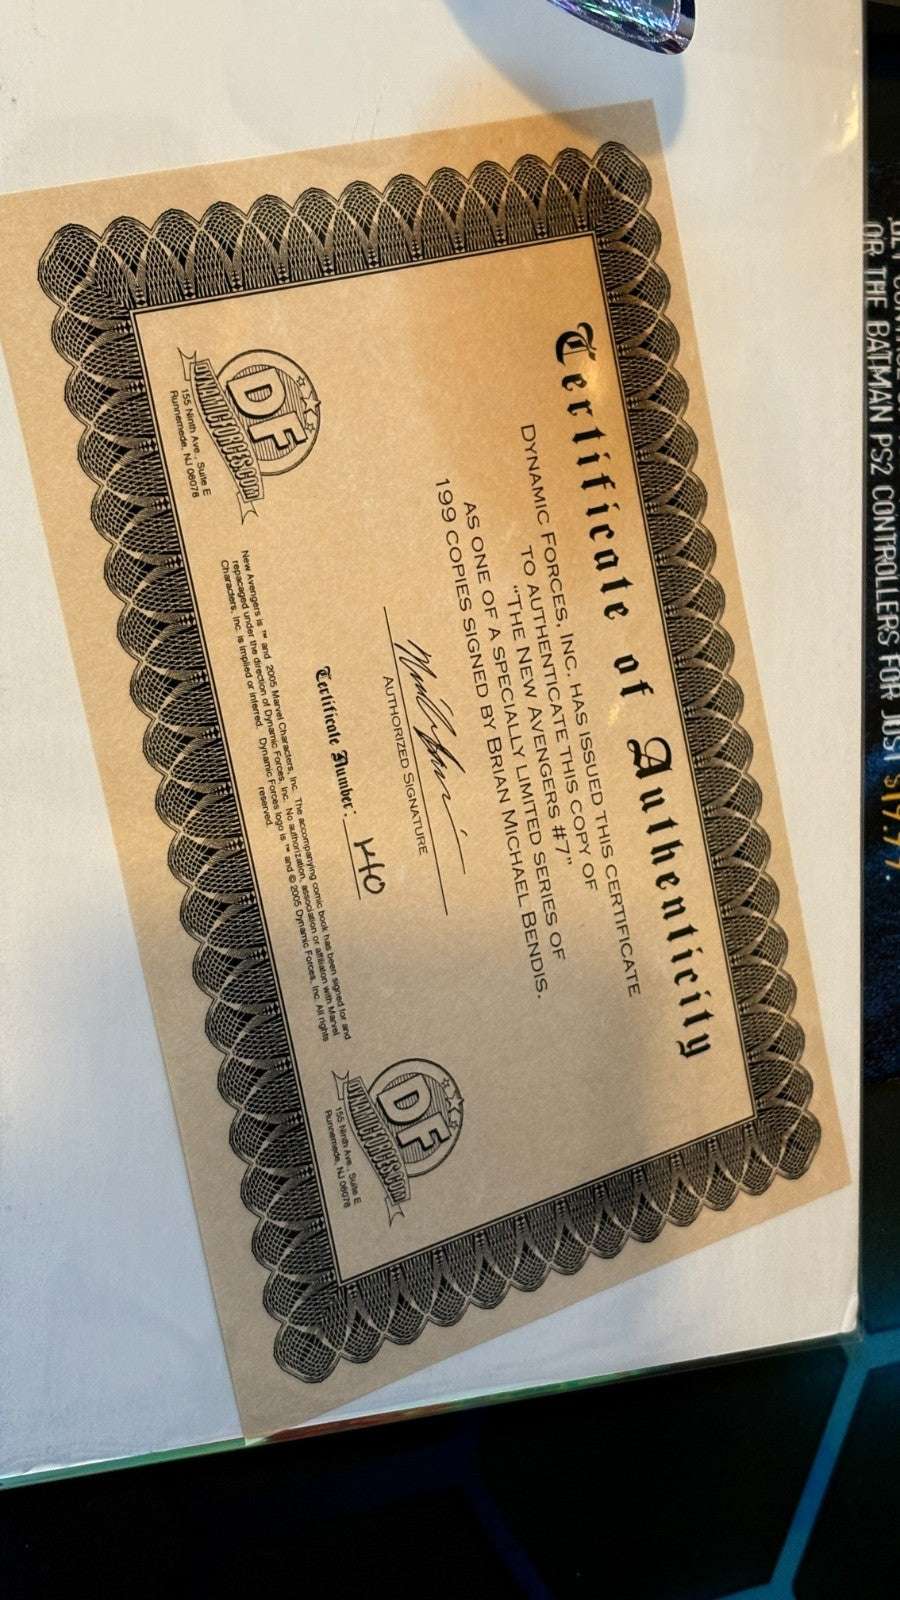 Certificate of Authenticity
DYNAMIC FORCES, INC. HAS ISSUED THIS CERTIFICATE
TO AUTHENTICATE THIS COPY OF
"THE NEW AVENGERS #7"
AS ONE OF A SPECIALLY LIMITED SERIES OF
199 COPIES SIGNED BY BRIAN MICHAEL BENDIS.
AUTHORIZED SIGNATURE
Certificate Number: 140
DF
DYNAMICFORCES.COM
155 Ninth Ave., Suite E
Runnemede, NJ 08078
New Avengers is ™ and 2005 Marvel Characters, Inc. The accompanying comic book has been signed for and
repacaged under the direction of Dynamic Forces, Inc. No authorization, association or affiliation with Marvel
Characters, Inc. is implied or inferred. Dynamic Forces logo is ™ and © 2005 Dynamic Forces, Inc. All rights
reserved.
DF
DYNAMICFORCES.COM
155 Ninth Ave., Suite E
Runnemede, NJ 08078
OR THE BATMAN PS2 CONTROLLERS FOR JUST $19.99.